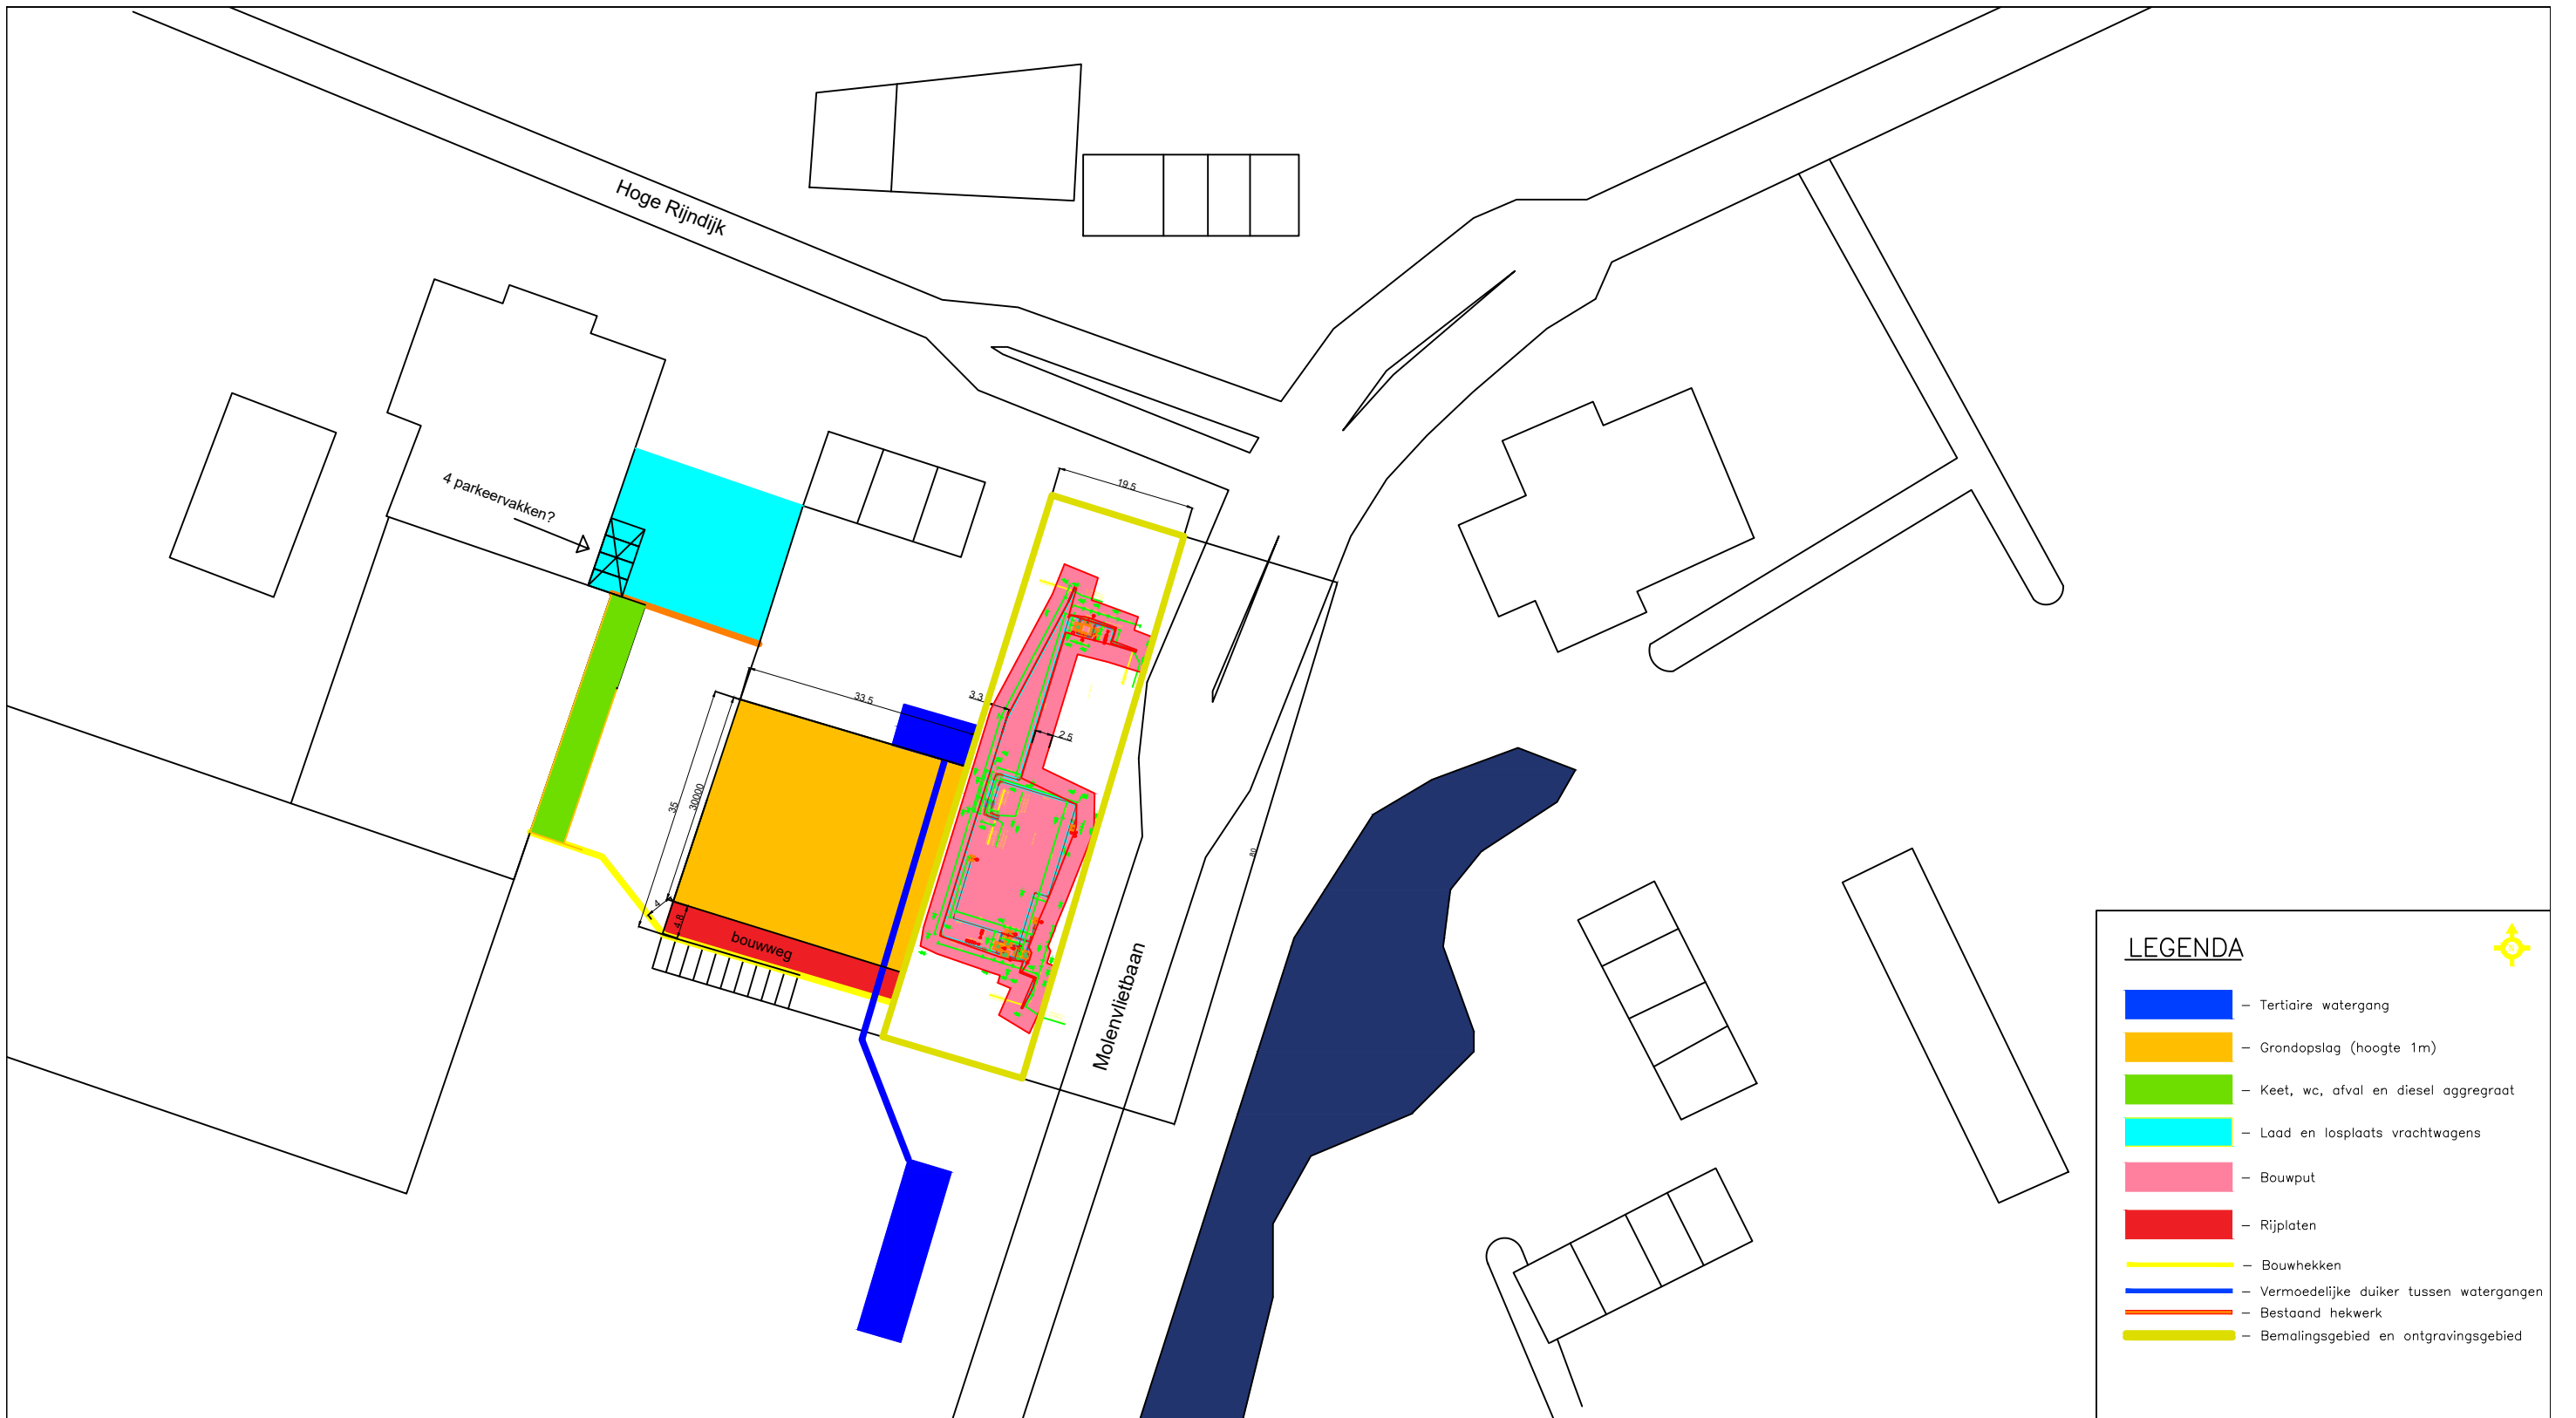 Hoge Rijndijk
4 parkeervakken?
19.5
33.5
3.3
2.5
35
30000
80
4
4.8
bouwweg
Molenvlietbaan
LEGENDA
- Tertiaire watergang
- Grondopslag (hoogte 1m)
- Keet, wc, afval en diesel aggregraat
- Laad en losplaats vrachtwagens
- Bouwput
- Rijplaten
- Bouwhekken
- Vermoedelijke duiker tussen watergangen
- Bestaand hekwerk
- Bemalingsgebied en ontgravingsgebied